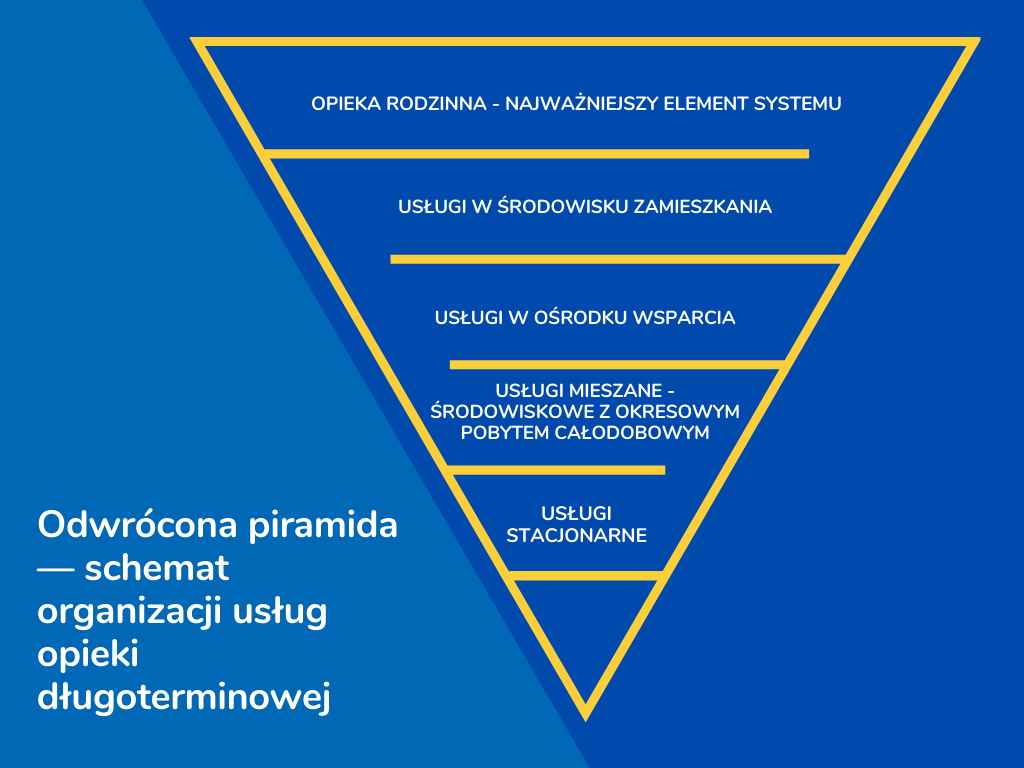 OPIEKA RODZINNA - NAJWAŻNIEJSZY ELEMENT SYSTEMU
USŁUGI W ŚRODOWISKU ZAMIESZKANIA
USŁUGI W OŚRODKU WSPARCIA
USŁUGI MIESZANE -
ŚRODOWISKOWE Z OKRESOWYM
POBYTEM CAŁODOBOWYM
USŁUGI
STACJONARNE
Odwrócona piramida
— schemat
organizacji usług
opieki
długoterminowej